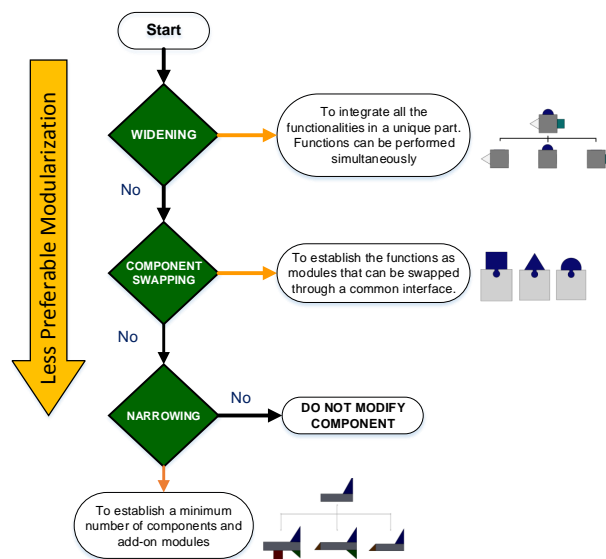 Start
Less Preferable Modularization
WIDENING
To integrate all the
functionalities in a unique part.
Functions can be performed
simultaneously
No
COMPONENT
SWAPPING
To establish the functions as
modules that can be swapped
through a common interface.
No
NARROWING
No
DO NOT MODIFY
COMPONENT
To establish a minimum
number of components and
add-on modules